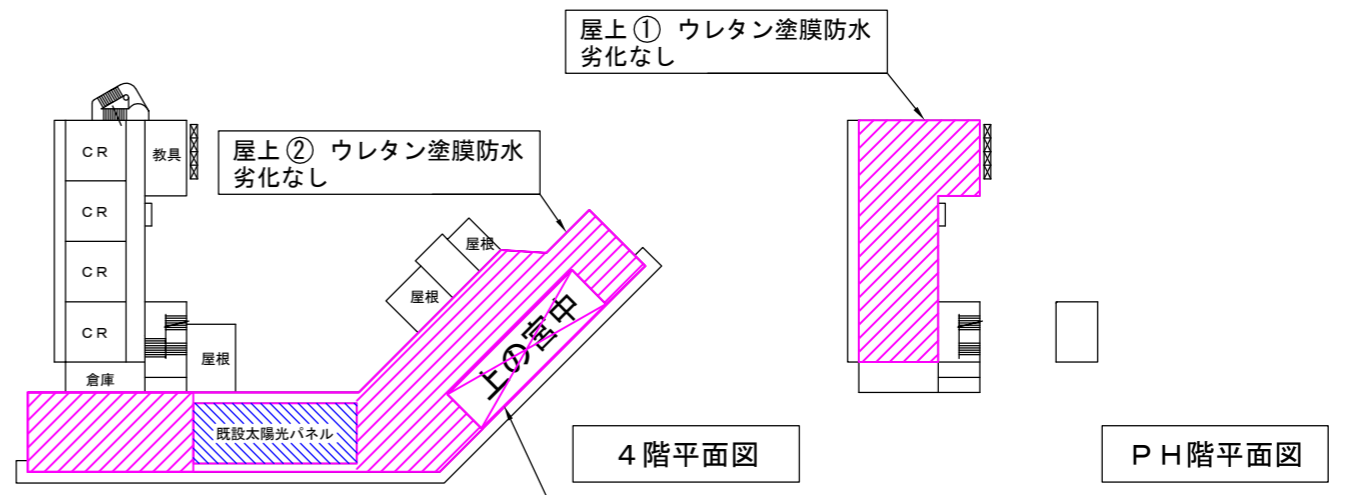 屋上① ウレタン塗膜防水
劣化なし
屋上② ウレタン塗膜防水
劣化なし
CR
教具
CR
CR
CR
倉庫
屋根
屋根
屋根
上の宮中
既設太陽光パネル
4階平面図
PH階平面図